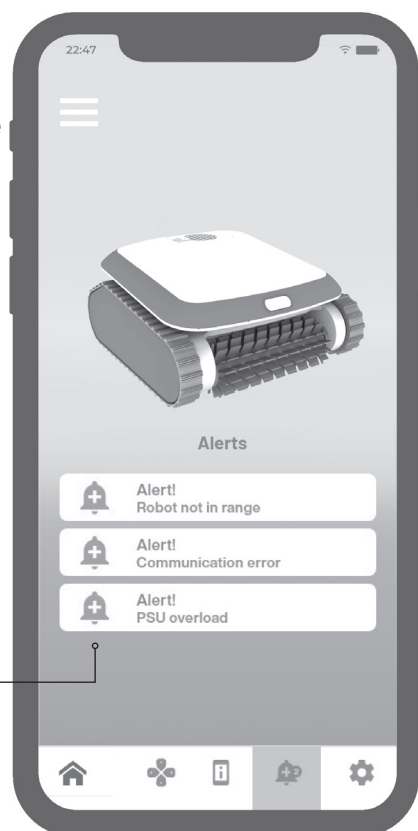 22:47
Alerts
Alert!
Robot not in range
Alert!
Communication error
Alert!
PSU overload